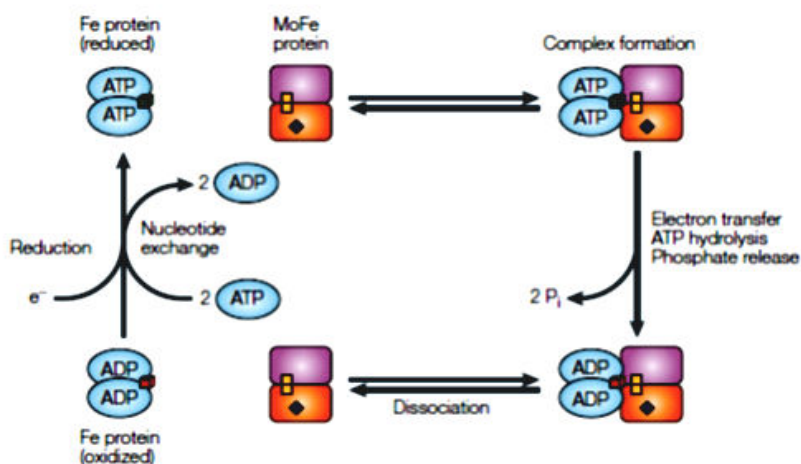 Fe protein
(reduced)
MoFe
protein
Complex formation
ATP
ATP
ATP
ATP
2 ADP
Reduction
Nucleotide
exchange
e⁻
2 ATP
Electron transfer
ATP hydrolysis
Phosphate release
2 Pi
ADP
ADP
ADP
ADP
Dissociation
Fe protein
(oxidized)